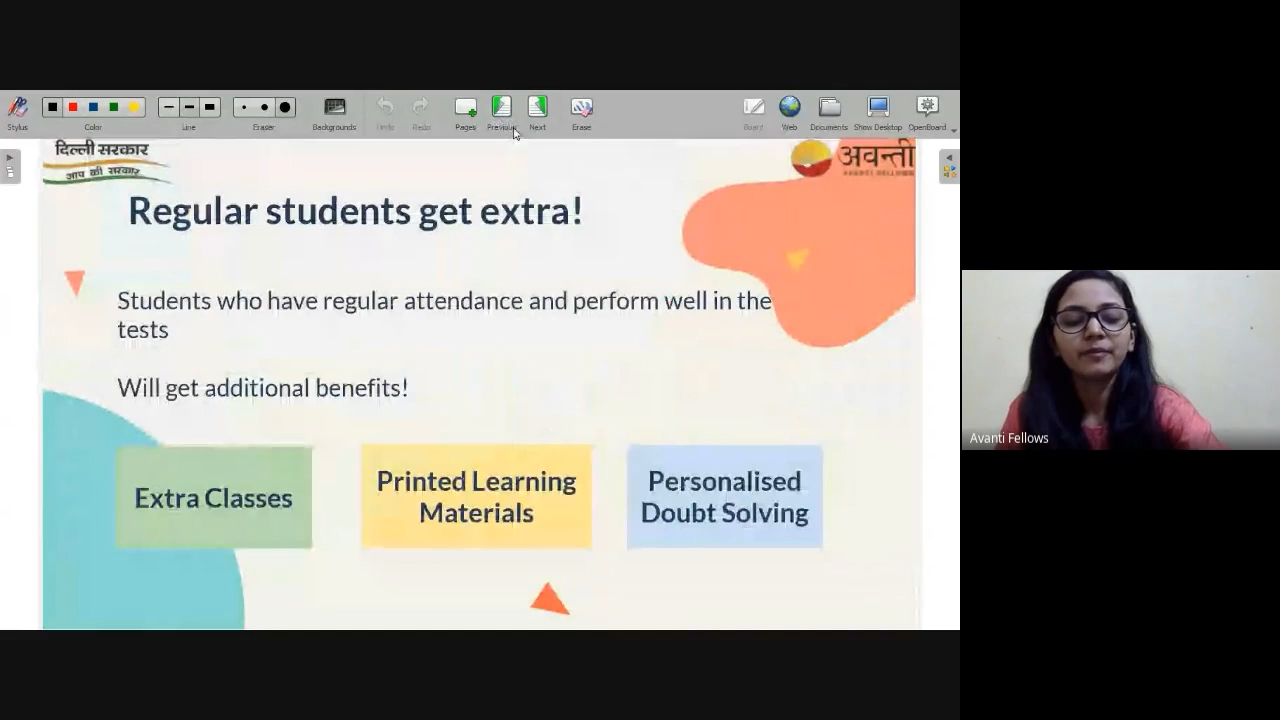 Stylus
Color
Line
Eraser
Backgrounds
Undo
Redo
Pages
Previous
Next
Erase
Board
Web
Documents
Show Desktop
OpenBoard
दिल्ली सरकार
आप की सरकार
अवन्ती
AVANTI FELLOWS
Regular students get extra!
Students who have regular attendance and perform well in the
tests
Will get additional benefits!
Extra Classes
Printed Learning
Materials
Personalised
Doubt Solving
Avanti Fellows